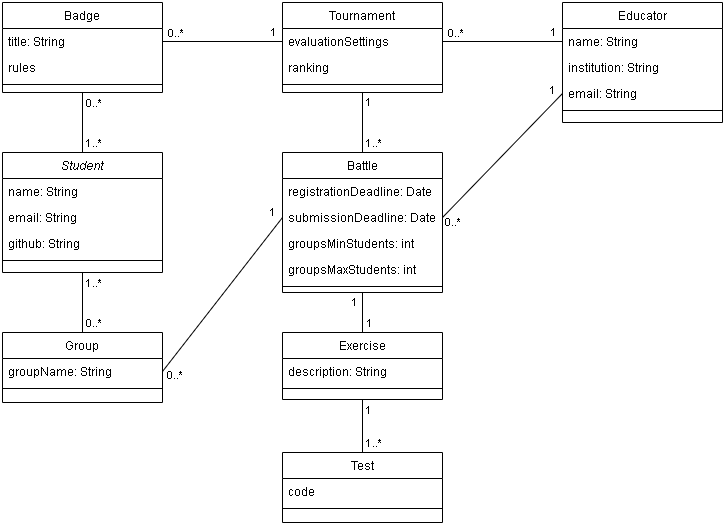 Badge
title: String
rules
0..*
1
Tournament
evaluationSettings
ranking
0..*
1
Educator
name: String
institution: String
email: String
0..*
1..*
1
1..*
1
0..*
Student
name: String
email: String
github: String
Battle
registrationDeadline: Date
submissionDeadline: Date
groupsMinStudents: int
groupsMaxStudents: int
1
0..*
1..*
0..*
1
1
Group
groupName: String
Exercise
description: String
1
1..*
Test
code